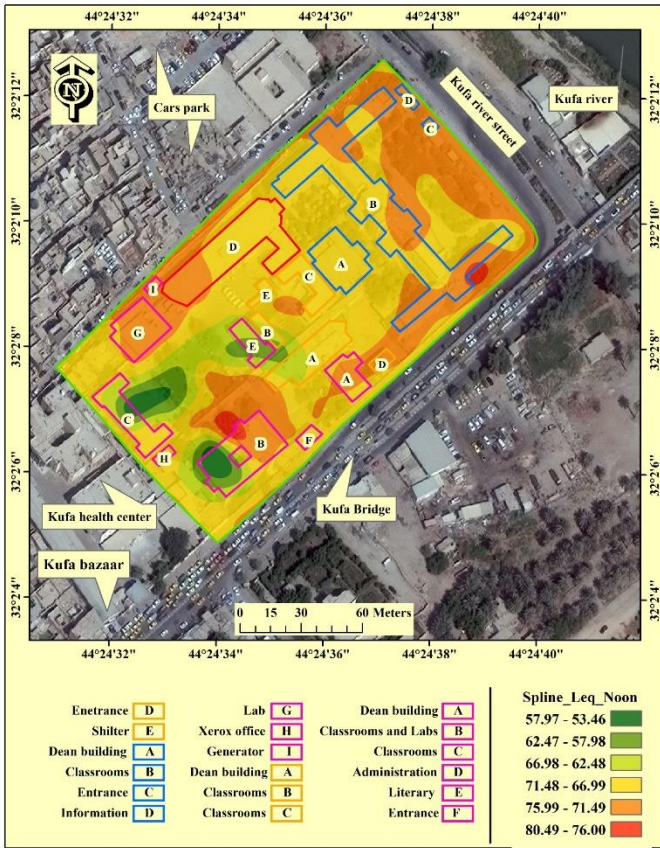 44°24'32" 44°24'34" 44°24'36" 44°24'38" 44°24'40"
32°2'12" 32°2'12"
32°2'10" 32°2'10"
32°2'8" 32°2'8"
32°2'6" 32°2'6"
32°2'4" 32°2'4"
N
Cars park
Kufa river street
Kufa river
D
C
B
D
A
C
I
E
G
B
E
A
D
A
C
B
F
H
Kufa health center
Kufa Bridge
Kufa bazaar
0 15 30 60 Meters
44°24'32" 44°24'34" 44°24'36" 44°24'38" 44°24'40"
Enetrance D
Shilter E
Dean building A
Classrooms B
Entrance C
Information D
Lab G
Xerox office H
Generator I
Dean building A
Classrooms B
Classrooms C
Dean building A
Classrooms and Labs B
Classrooms C
Administration D
Literary E
Entrance F
Spline_Leq_Noon
57.97 - 53.46
62.47 - 57.98
66.98 - 62.48
71.48 - 66.99
75.99 - 71.49
80.49 - 76.00